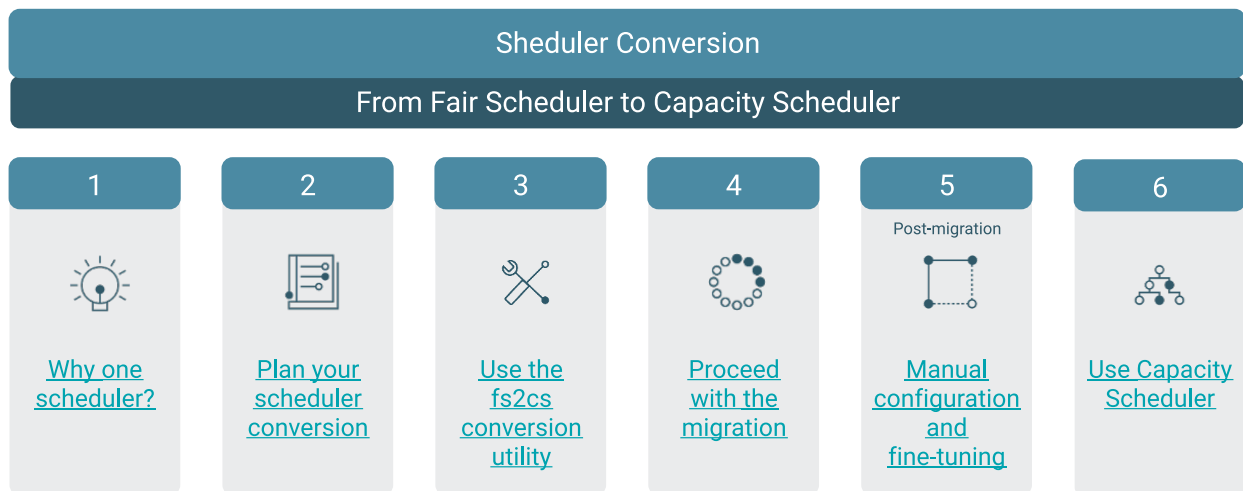 Sheduler Conversion
From Fair Scheduler to Capacity Scheduler
1
Why one
scheduler?
2
Plan your
scheduler
conversion
3
Use the
fs2cs
conversion
utility
4
Proceed
with the
migration
5
Post-migration
Manual
configuration
and
fine-tuning
6
Use Capacity
Scheduler